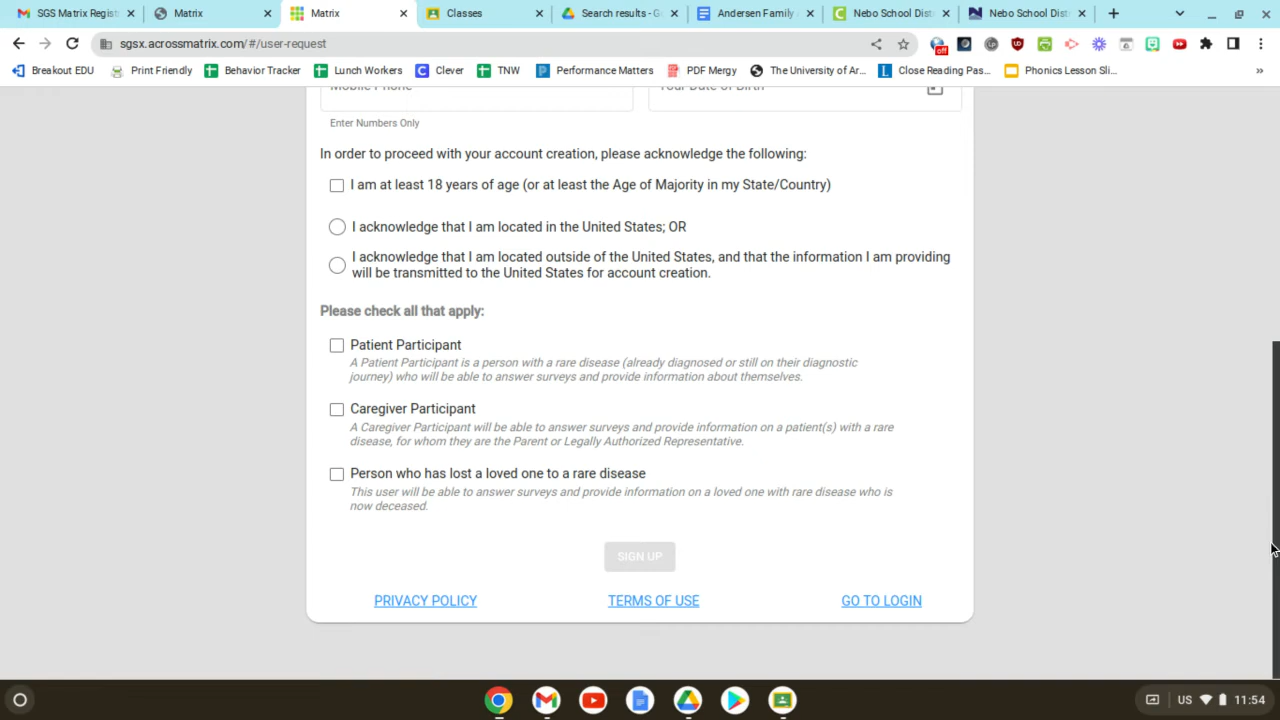 SGS Matrix Regist
Matrix
Matrix
Classes
Search results - G
Andersen Family
Nebo School Dist
Nebo School Dist
sgsx.acrossmatrix.com/#/user-request
off
Breakout EDU
Print Friendly
Behavior Tracker
Lunch Workers
Clever
TNW
Performance Matters
PDF Mergy
The University of Ar...
Close Reading Pas...
Phonics Lesson Sli...
Mobile Phone
Your Date of Birth
Enter Numbers Only
In order to proceed with your account creation, please acknowledge the following:
I am at least 18 years of age (or at least the Age of Majority in my State/Country)
I acknowledge that I am located in the United States; OR
I acknowledge that I am located outside of the United States, and that the information I am providing
will be transmitted to the United States for account creation.
Please check all that apply:
Patient Participant
A Patient Participant is a person with a rare disease (already diagnosed or still on their diagnostic
journey) who will be able to answer surveys and provide information about themselves.
Caregiver Participant
A Caregiver Participant will be able to answer surveys and provide information on a patient(s) with a rare
disease, for whom they are the Parent or Legally Authorized Representative.
Person who has lost a loved one to a rare disease
This user will be able to answer surveys and provide information on a loved one with rare disease who is
now deceased.
SIGN UP
PRIVACY POLICY
TERMS OF USE
GO TO LOGIN
US
11:54